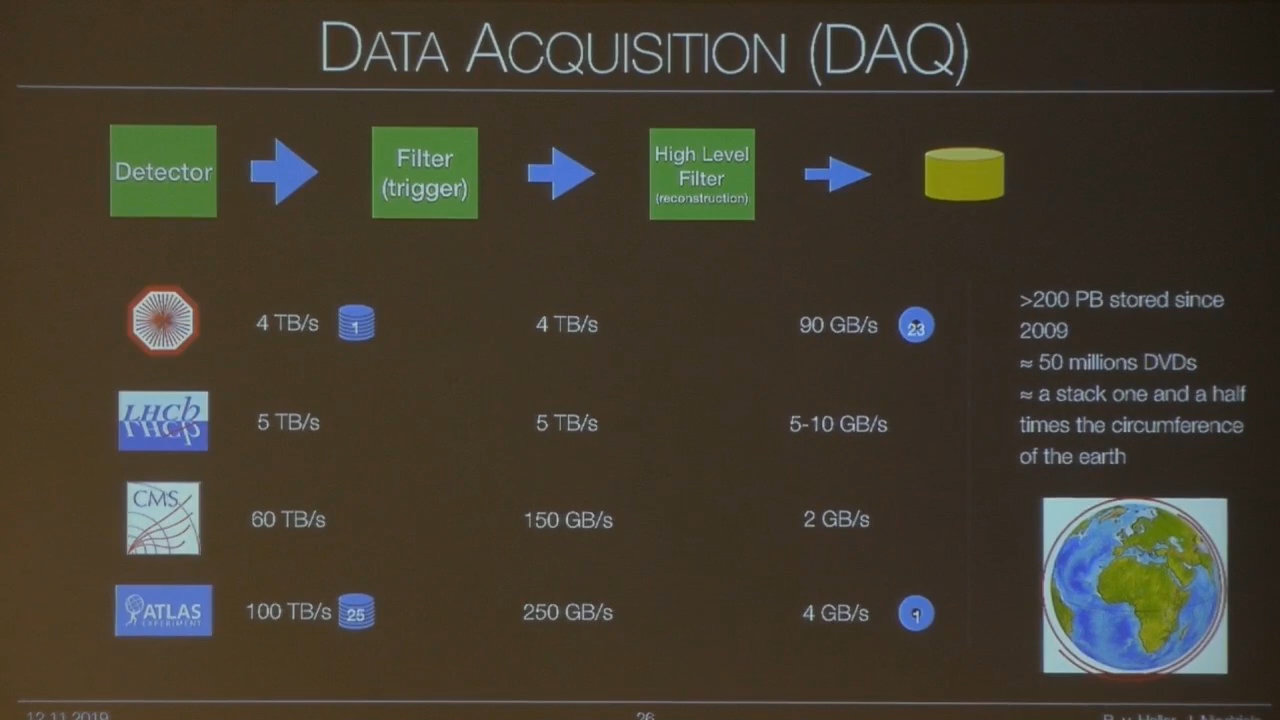 DATA ACQUISITION (DAQ)
Detector
Filter
(trigger)
High Level
Filter
(reconstruction)
4 TB/s
1
4 TB/s
90 GB/s
23
LHCb
5 TB/s
5 TB/s
5-10 GB/s
CMS
60 TB/s
150 GB/s
2 GB/s
ATLAS
EXPERIMENT
100 TB/s
25
250 GB/s
4 GB/s
1
>200 PB stored since
2009
≈ 50 millions DVDs
≈ a stack one and a half
times the circumference
of the earth
12.11.2019
26